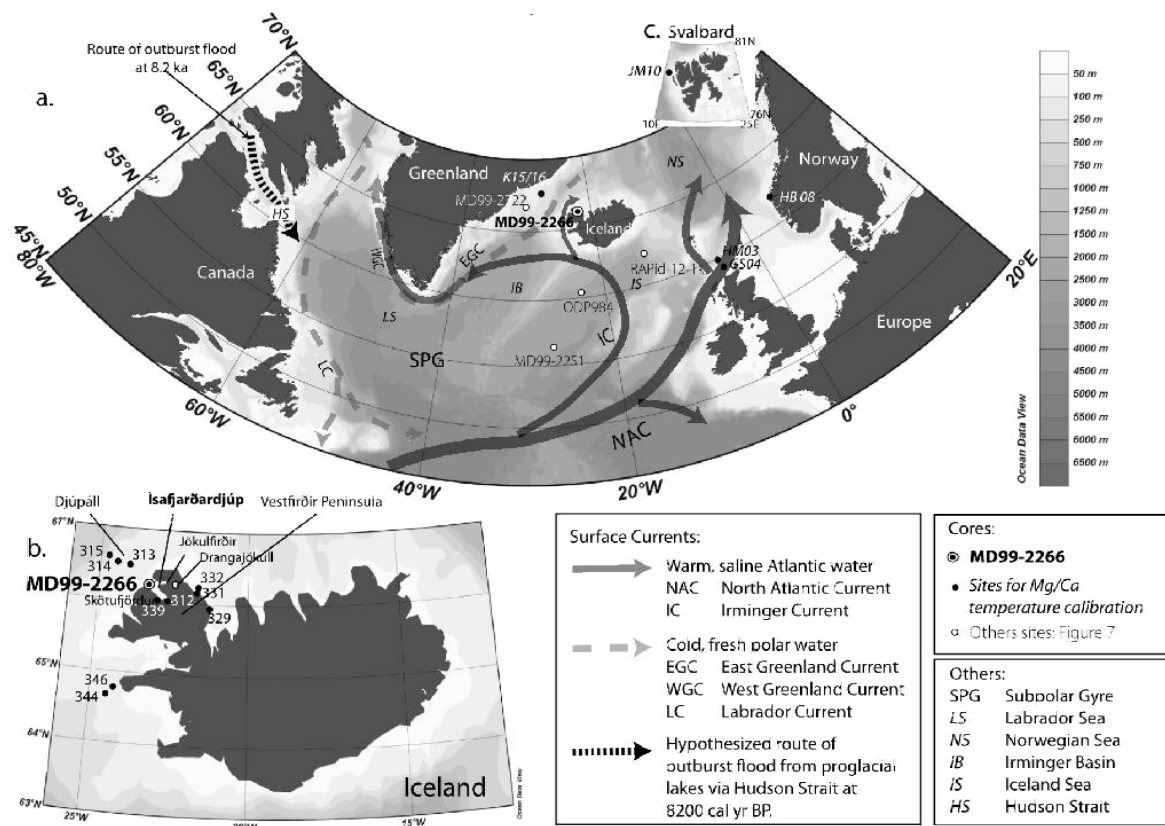 a.
Route of outburst flood
at 8.2 ka
70°N
65°N
60°N
55°N
50°N
45°N
80°W
60°W
40°W
20°W
0°
20°E
C. Svalbard
81°N
JM10
76°N
10E
25E
Greenland
K15/16
MD99-2322
MD99-2266
Iceland
NS
Norway
HB 08
HM03
GS04
RAPid-12-1K
IS
ODP984
MD99-2251
IC
IB
EGC
WGC
LS
SPG
LC
HS
Canada
Europe
NAC
50 m
100 m
250 m
500 m
750 m
1000 m
1250 m
1500 m
2000 m
2500 m
3000 m
3500 m
4000 m
4500 m
5000 m
5500 m
6000 m
6500 m
Ocean Data View
b.
Djúpáll
Ìsafjarðardjúp
Vestfirðir Peninsula
Jökulfirðir
Drangajökull
67°N
65°N
64°N
63°N
25°W
20°W
15°W
315
314
313
MD99-2266
Skötufjörður
339
312
332
331
329
346
344
Iceland
Ocean Data View
Surface Currents:
Warm, saline Atlantic water
NAC North Atlantic Current
IC Irminger Current
Cold, fresh polar water
EGC East Greenland Current
WGC West Greenland Current
LC Labrador Current
Hypothesized route of
outburst flood from proglacial
lakes via Hudson Strait at
8200 cal yr BP.
Cores:
MD99-2266
Sites for Mg/Ca
temperature calibration
Others sites: Figure 7
Others:
SPG Subpolar Gyre
LS Labrador Sea
NS Norwegian Sea
IB Irminger Basin
IS Iceland Sea
HS Hudson Strait